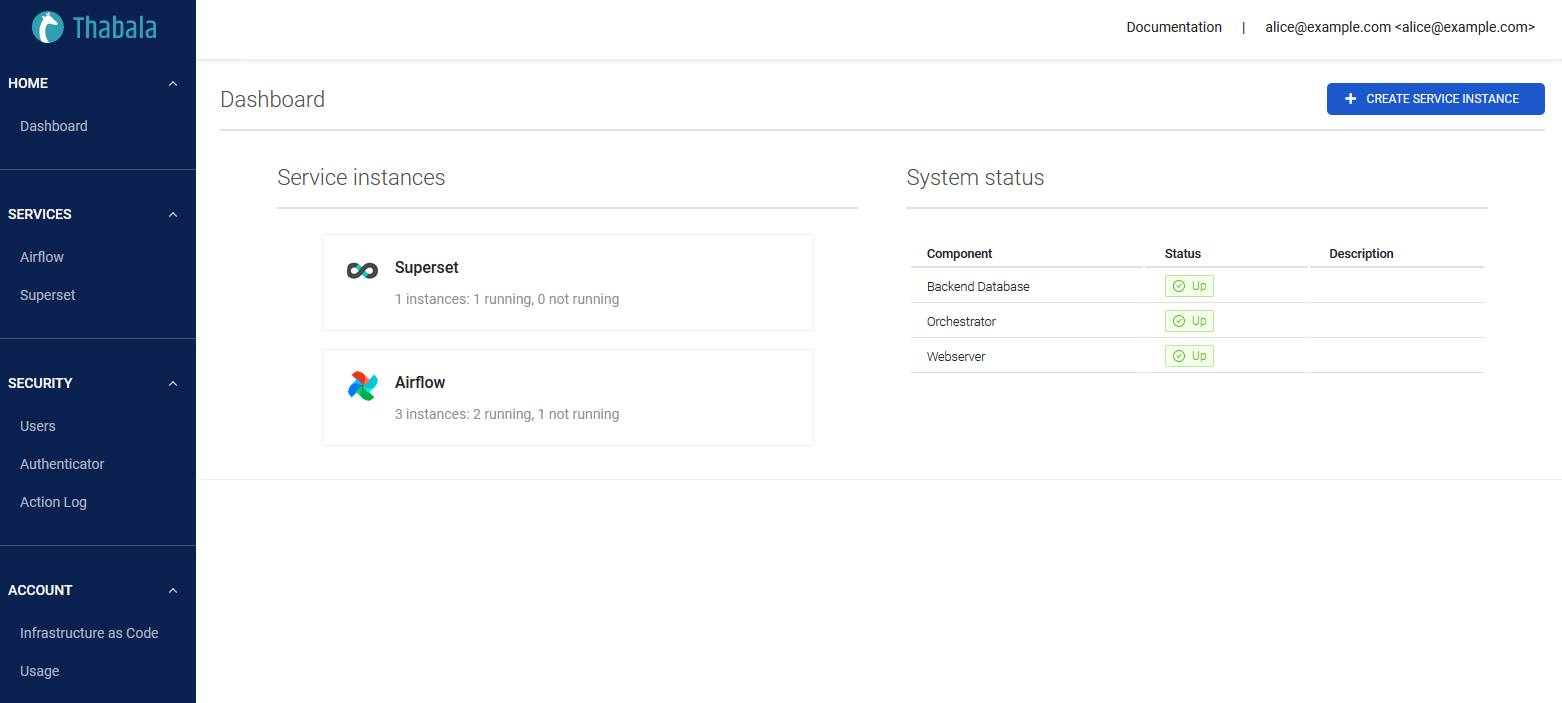 Thabala
Documentation | alice@example.com <alice@example.com>
HOME
Dashboard
SERVICES
Airflow
Superset
SECURITY
Users
Authenticator
Action Log
ACCOUNT
Infrastructure as Code
Usage
Dashboard
+ CREATE SERVICE INSTANCE
Service instances
Superset
1 instances: 1 running, 0 not running
Airflow
3 instances: 2 running, 1 not running
System status
Component Status Description
Backend Database Up
Orchestrator Up
Webserver Up